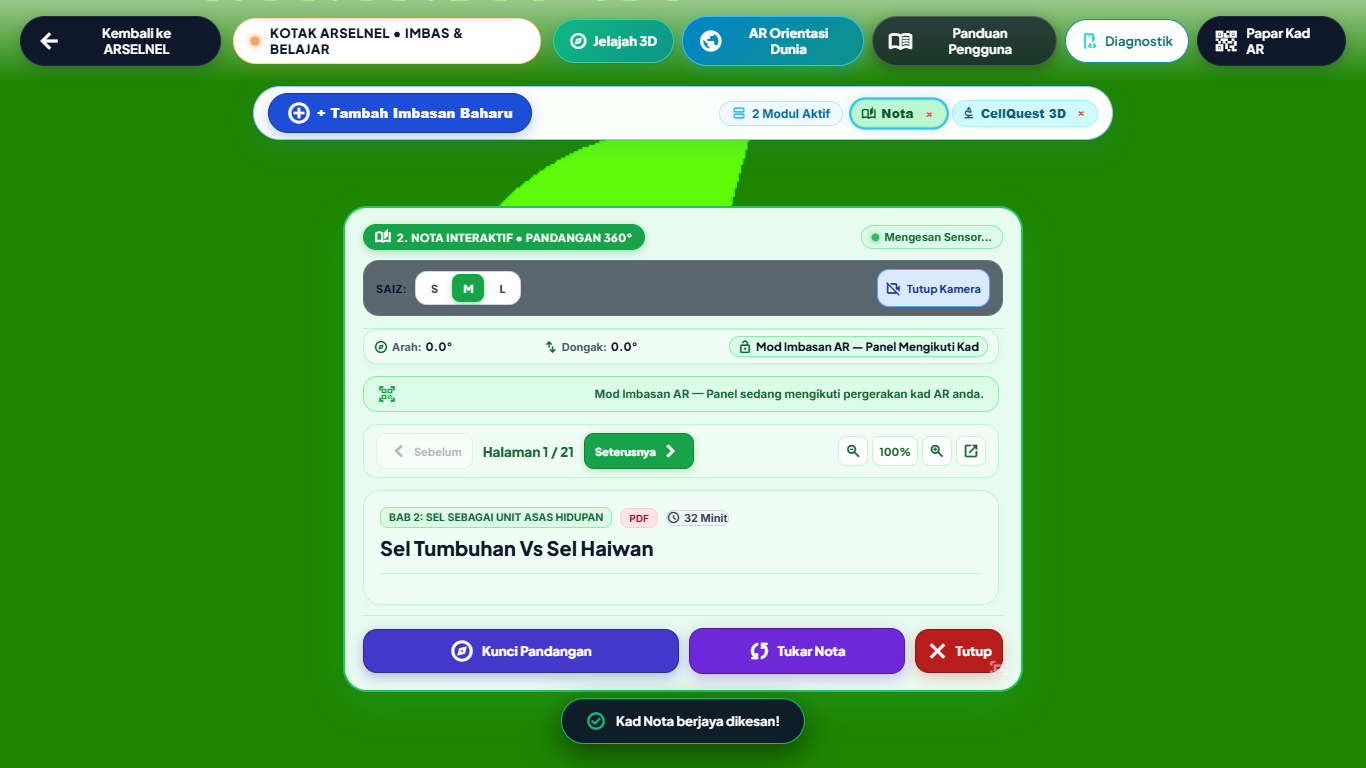 Kembali ke
ARSELNEL
KOTAK ARSELNEL ● IMBAS &
BELAJAR
Jelajah 3D
AR Orientasi
Dunia
Panduan
Pengguna
Diagnostik
Papar Kad
AR
+ Tambah Imbasan Baharu
2 Modul Aktif
Nota ×
CellQuest 3D ×
2. NOTA INTERAKTIF ● PANDANGAN 360°
Mengesan Sensor...
SAIZ: S M L
Tutup Kamera
Arah: 0.0°
Dongak: 0.0°
Mod Imbasan AR — Panel Mengikuti Kad
Mod Imbasan AR — Panel sedang mengikuti pergerakan kad AR anda.
Sebelum
Halaman 1 / 21
Seterusnya
100%
BAB 2: SEL SEBAGAI UNIT ASAS HIDUPAN
PDF
32 Minit
Sel Tumbuhan Vs Sel Haiwan
Kunci Pandangan
Tukar Nota
Tutup
Kad Nota berjaya dikesan!